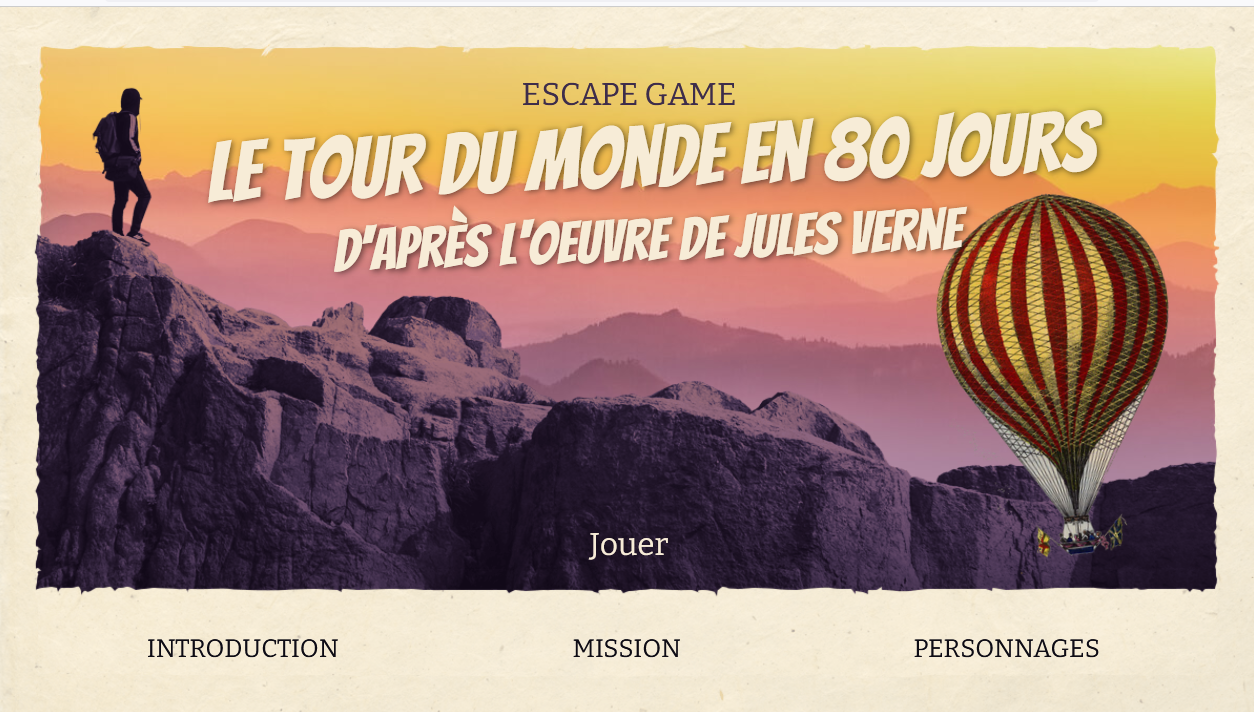 ESCAPE GAME
LE TOUR DU MONDE EN 80 JOURS
D'APRÈS L'OEUVRE DE JULES VERNE
Jouer
INTRODUCTION
MISSION
PERSONNAGES